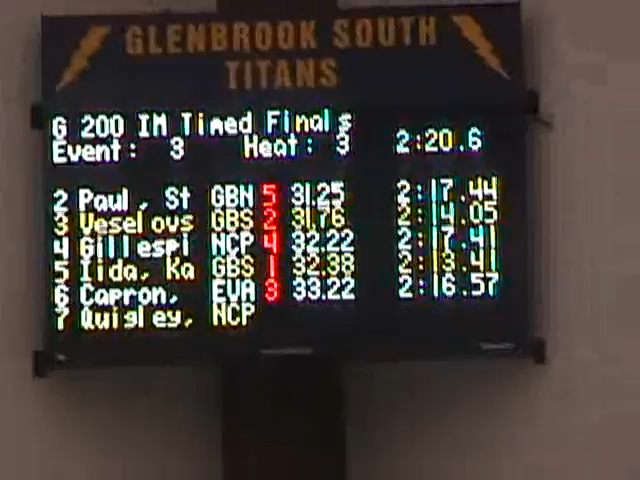 GLENBROOK SOUTH
TITANS
G 200 IM Timed Finals
Event: 3 Heat: 3 2:20.6
2 Paul, St GBN 5 31.25 2:17.44
3 Veselovs GBS 2 31.76 2:14.05
4 Gillespi NCP 4 32.22 2:17.41
5 Iida, Ka GBS 1 32.38 2:13.41
6 Capron, EVA 3 33.22 2:16.57
7 Quigley, NCP